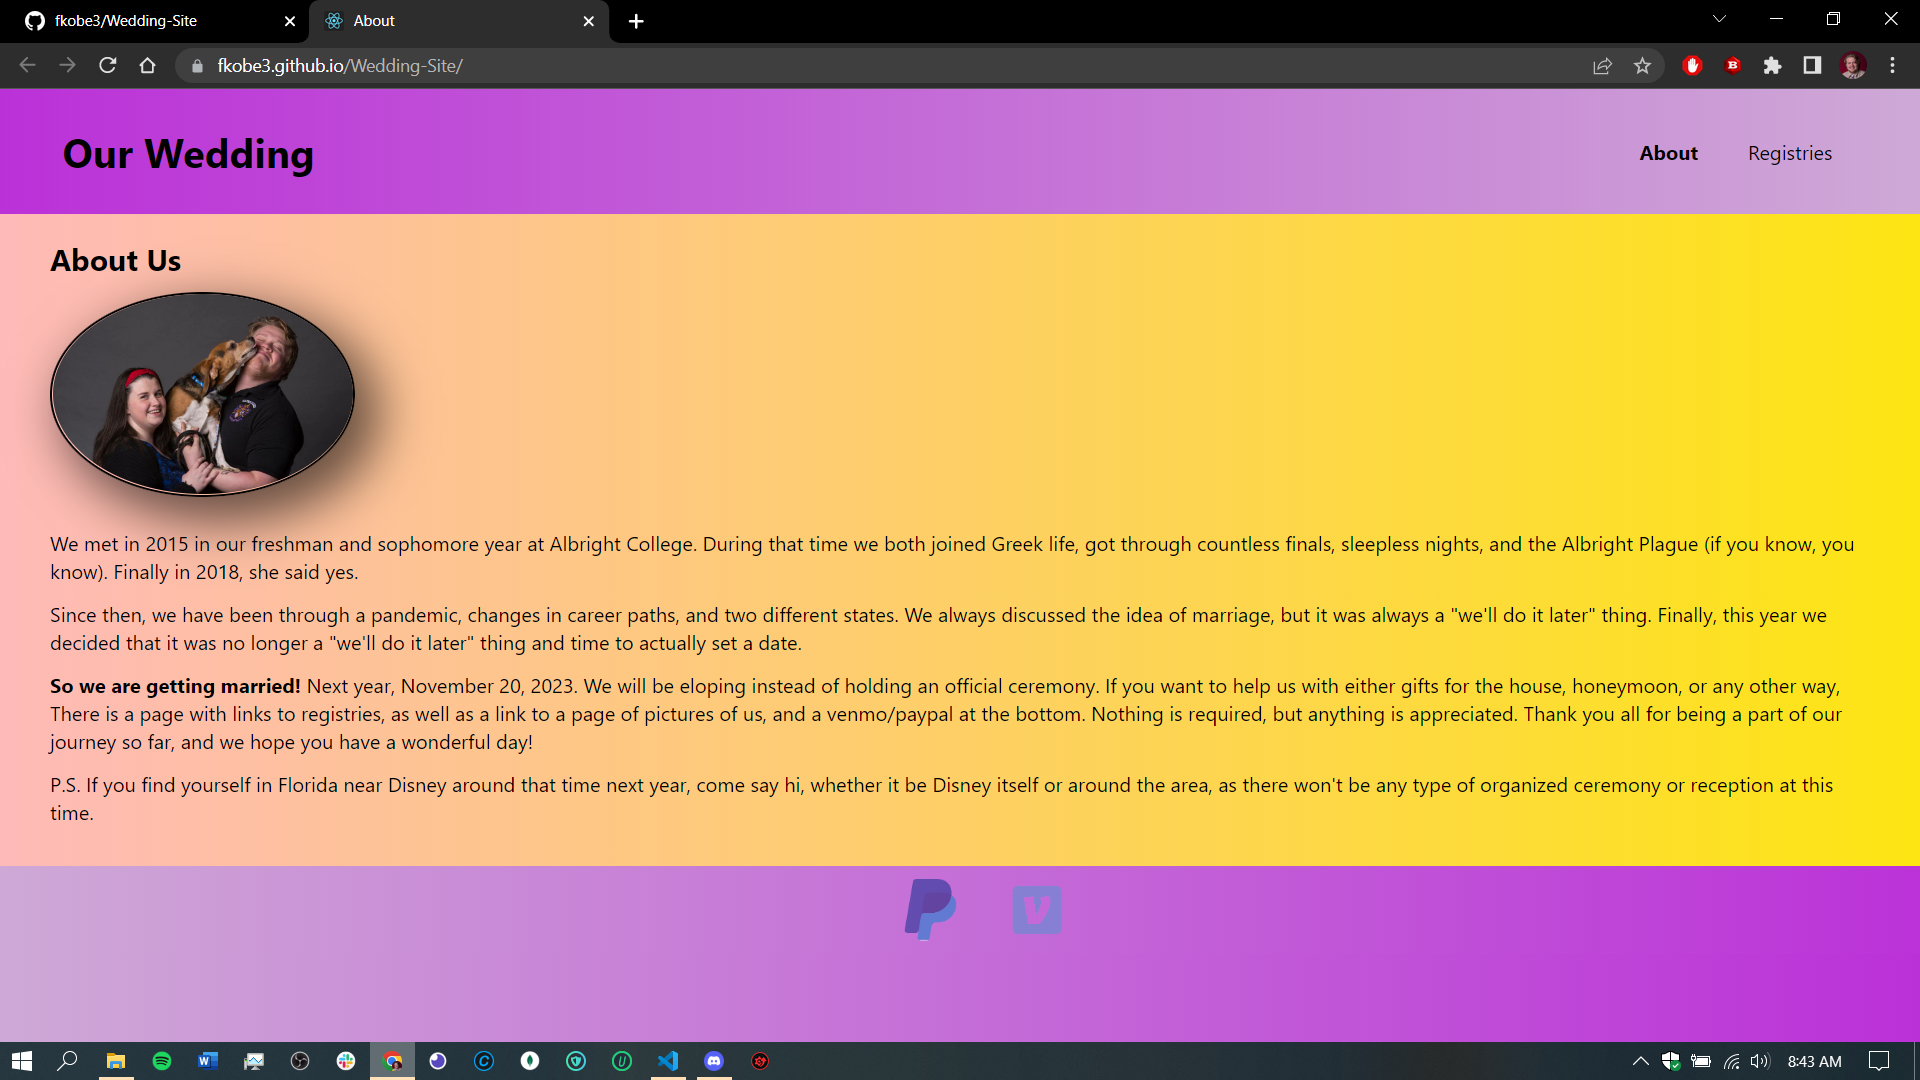 fkobe3/Wedding-Site
About
fkobe3.github.io/Wedding-Site/
Our Wedding
About
Registries
About Us
We met in 2015 in our freshman and sophomore year at Albright College. During that time we both joined Greek life, got through countless finals, sleepless nights, and the Albright Plague (if you know, you
know). Finally in 2018, she said yes.
Since then, we have been through a pandemic, changes in career paths, and two different states. We always discussed the idea of marriage, but it was always a "we'll do it later" thing. Finally, this year we
decided that it was no longer a "we'll do it later" thing and time to actually set a date.
So we are getting married! Next year, November 20, 2023. We will be eloping instead of holding an official ceremony. If you want to help us with either gifts for the house, honeymoon, or any other way,
There is a page with links to registries, as well as a link to a page of pictures of us, and a venmo/paypal at the bottom. Nothing is required, but anything is appreciated. Thank you all for being a part of our
journey so far, and we hope you have a wonderful day!
P.S. If you find yourself in Florida near Disney around that time next year, come say hi, whether it be Disney itself or around the area, as there won't be any type of organized ceremony or reception at this
time.
8:43 AM